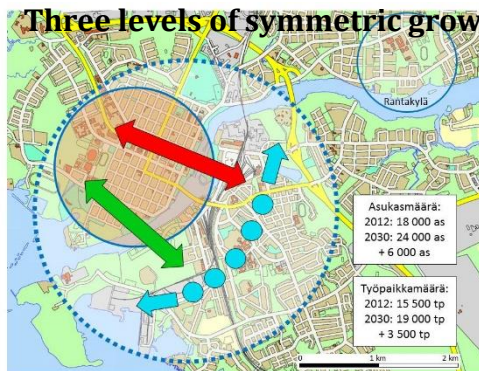 Three levels of symmetric grow
Rantakylä
Asukasmäärä:
2012: 18 000 as
2030: 24 000 as
+ 6 000 as
Työpaikkamäärä:
2012: 15 500 tp
2030: 19 000 tp
+ 3 500 tp
0 1 km 2 km